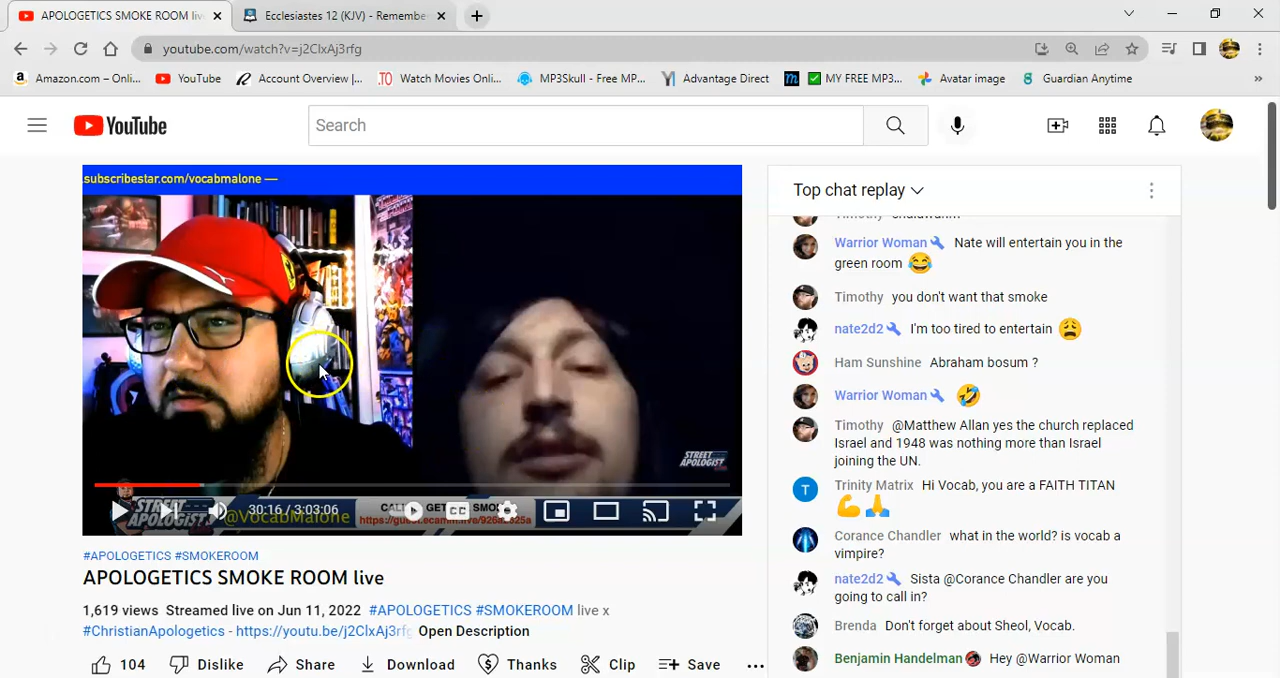 APOLOGETICS SMOKE ROOM liv
Ecclesiastes 12 (KJV) - Remembe
youtube.com/watch?v=j2ClxAj3rfg
Amazon.com – Onli...
YouTube
Account Overview |...
TO Watch Movies Onl...
MP3Skull - Free MP...
Advantage Direct
MY FREE MP3...
Avatar image
Guardian Anytime
»
YouTube
Search
.subscribestar.com/vocabmalone —
STREET
APOLOGIST
30:16 / 3:03:06
STREET
APOLOGIST
@VocabMalone
CC
APOLOGETICS SMOKE ROOM live
#APOLOGETICS #SMOKEROOM
1,619 views Streamed live on Jun 11, 2022 #APOLOGETICS #SMOKEROOM live x
#ChristianApologetics - https://youtu.be/j2ClxAj3rfg Open Description
104
Dislike
Share
Download
Thanks
Clip
Save
...
Top chat replay
Timothy
Warrior Woman Nate will entertain you in the
green room 😂
Timothy you don't want that smoke
nate2d2 I'm too tired to entertain 😩
Ham Sunshine Abraham bosum ?
Warrior Woman 🤣
Timothy @Matthew Allan yes the church replaced
Israel and 1948 was nothing more than Israel
joining the UN.
T
Trinity Matrix Hi Vocab, you are a FAITH TITAN
💪🙏
Corance Chandler what in the world? is vocab a
vimpire?
nate2d2 Sista @Corance Chandler are you
going to call in?
Brenda Don't forget about Sheol, Vocab.
Benjamin Handelman Hey @Warrior Woman